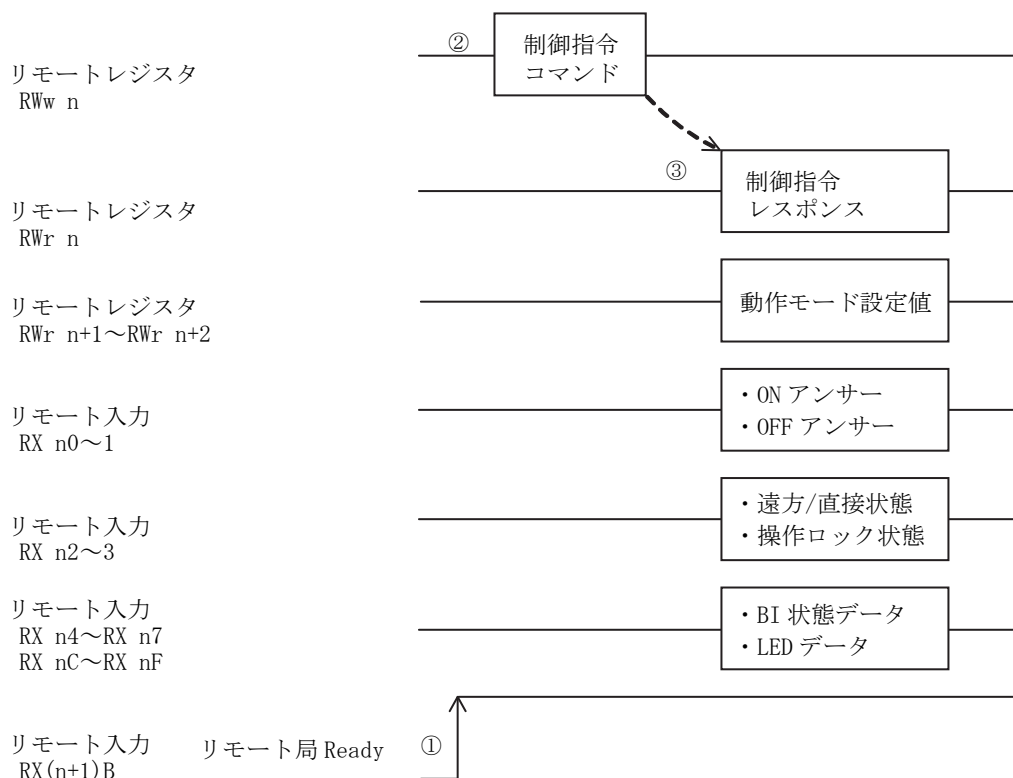 ②
制御指令
コマンド
リモートレジスタ
RWw n
③
制御指令
レスポンス
リモートレジスタ
RWr n
動作モード設定値
リモートレジスタ
RWr n+1～RWr n+2
・ON アンサー
・OFF アンサー
リモート入力
RX n0～1
・遠方/直接状態
・操作ロック状態
リモート入力
RX n2～3
リモート入力
RX n4～RX n7
RX nC～RX nF
・BI 状態データ
・LED データ
リモート入力 リモート局 Ready ①
RX(n+1)B